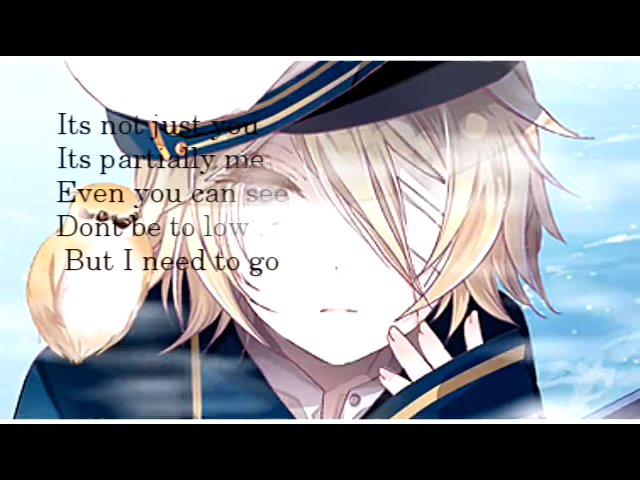 Its not just you
Its partially me
Even you can see
Dont be to low
But I need to go